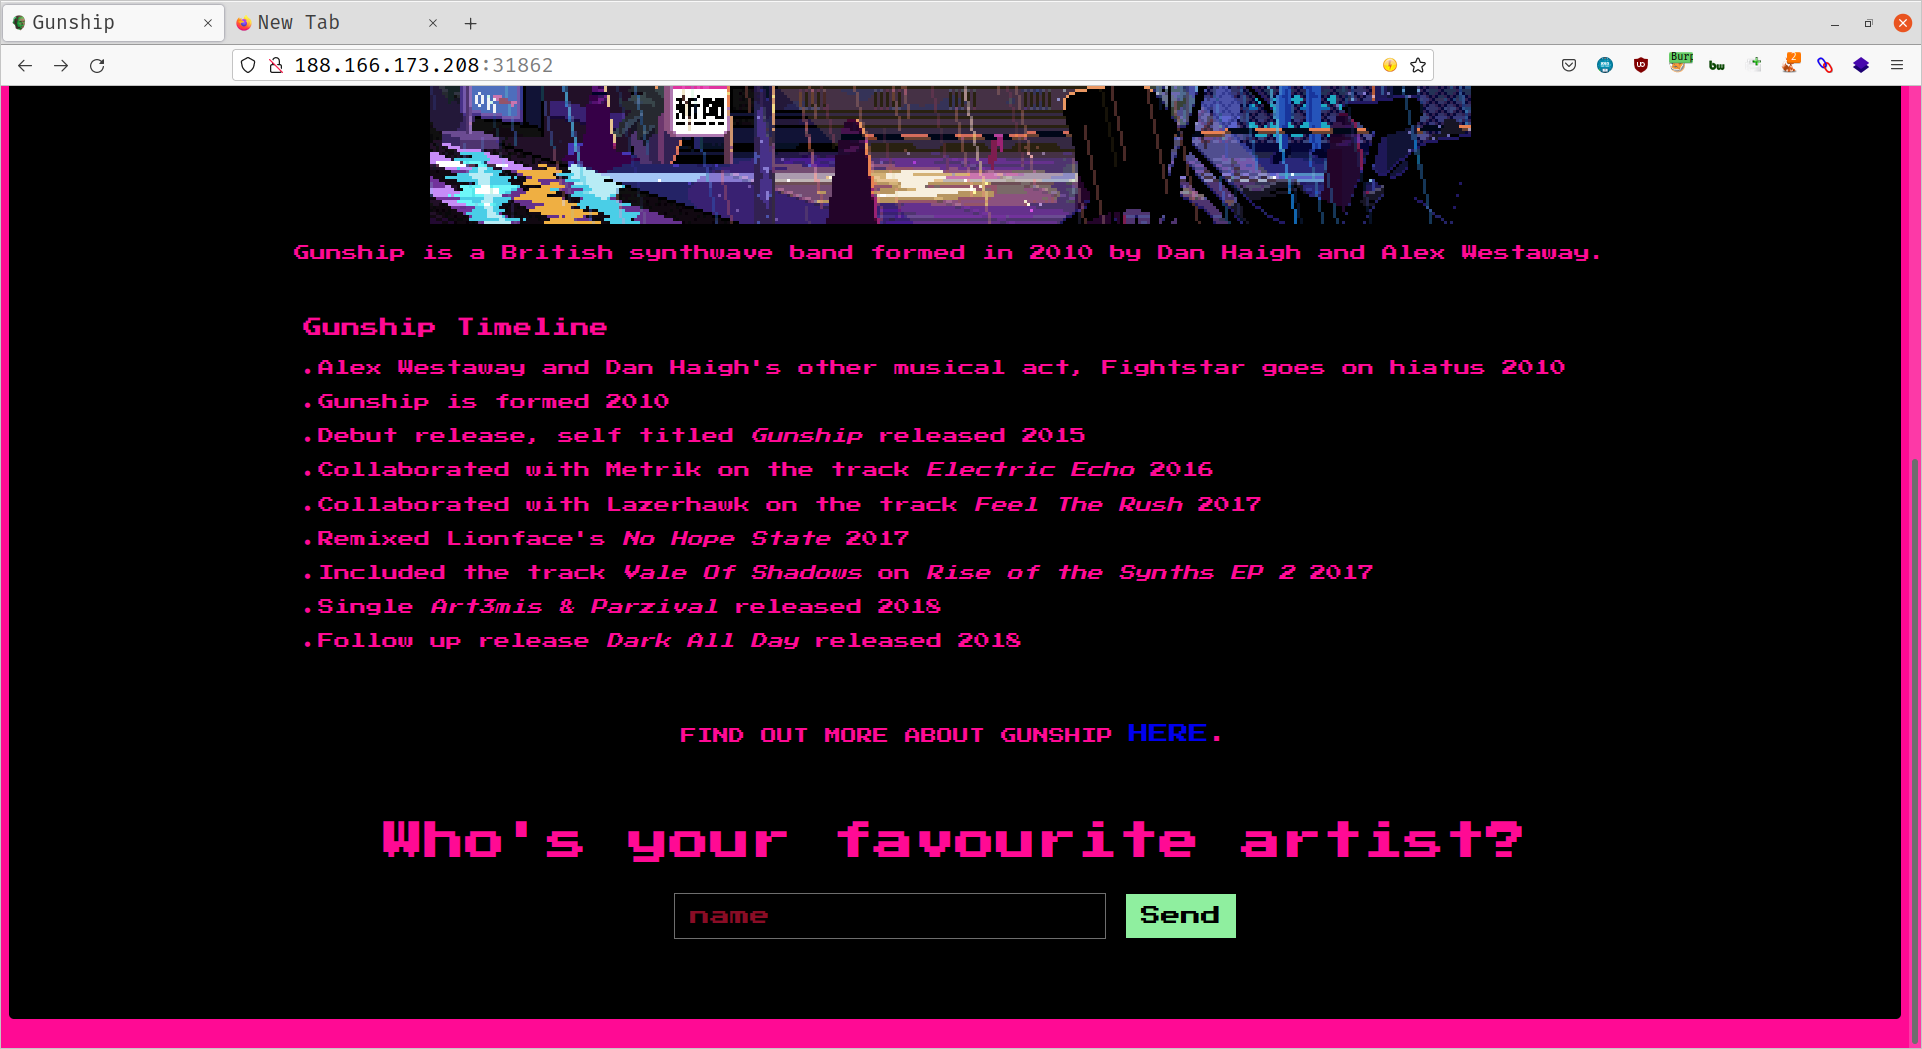 Gunship
New Tab
188.166.173.208:31862
Burp
2
OK
Gunship is a British synthwave band formed in 2010 by Dan Haigh and Alex Westaway.
Gunship Timeline
.Alex Westaway and Dan Haigh's other musical act, Fightstar goes on hiatus 2010
.Gunship is formed 2010
.Debut release, self titled Gunship released 2015
.Collaborated with Metrik on the track Electric Echo 2016
.Collaborated with Lazerhawk on the track Feel The Rush 2017
.Remixed Lionface's No Hope State 2017
.Included the track Vale Of Shadows on Rise of the Synths EP 2 2017
.Single Art3mis & Parzival released 2018
.Follow up release Dark All Day released 2018
FIND OUT MORE ABOUT GUNSHIP HERE.
Who's your favourite artist?
name
Send